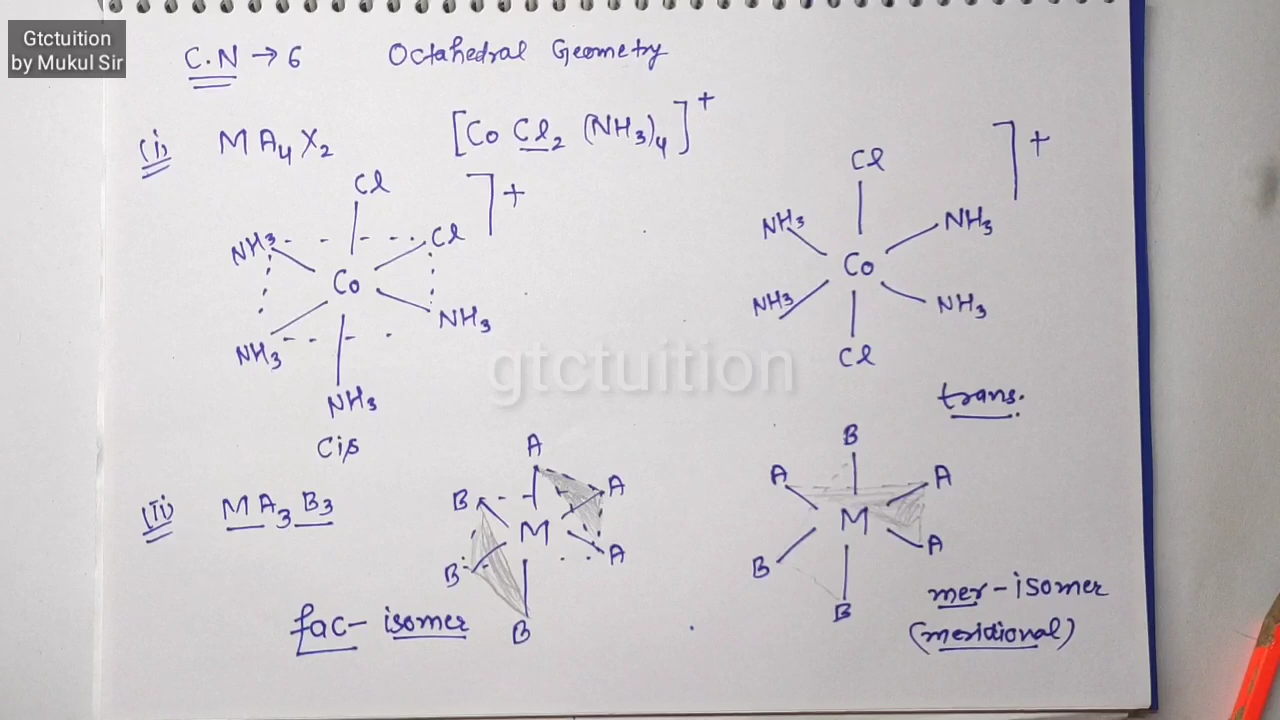 Gtctuition
by Mukul Sir
C.N → 6 Octahedral Geometry
(i) MA₄X₂ [Co Cl₂ (NH₃)₄]⁺
Cl ]⁺
NH₃ Cl
Co
NH₃ NH₃
NH₃
Cis
Cl ]⁺
NH₃ NH₃
Co
NH₃ NH₃
Cl
trans.
gtctuition
(ii) MA₃B₃
A
B A
M
B A
B
fac- isomer
B
A A
M
B A
B
mer-isomer
(meridional)